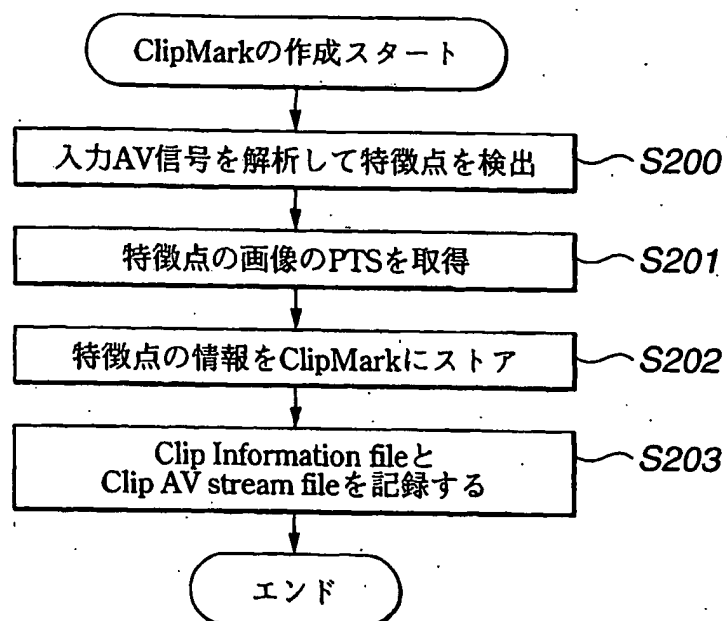 ClipMarkの作成スタート
入力AV信号を解析して特徴点を検出
S200
特徴点の画像のPTSを取得
S201
特徴点の情報をClipMarkにストア
S202
Clip Information fileと
Clip AV stream fileを記録する
S203
エンド